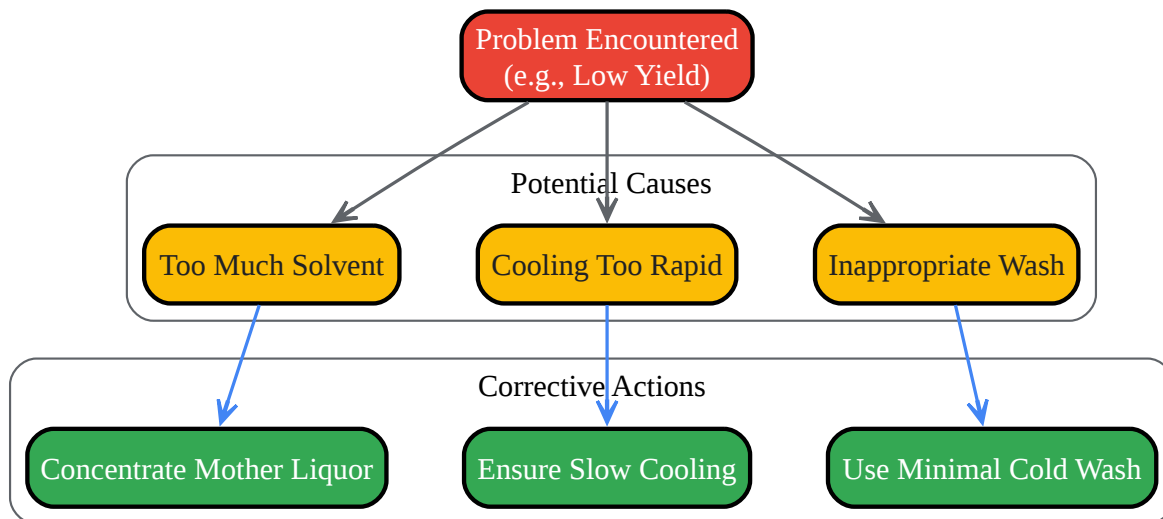 Problem Encountered
(e.g., Low Yield)
Potential Causes
Too Much Solvent
Cooling Too Rapid
Inappropriate Wash
Corrective Actions
Concentrate Mother Liquor
Ensure Slow Cooling
Use Minimal Cold Wash